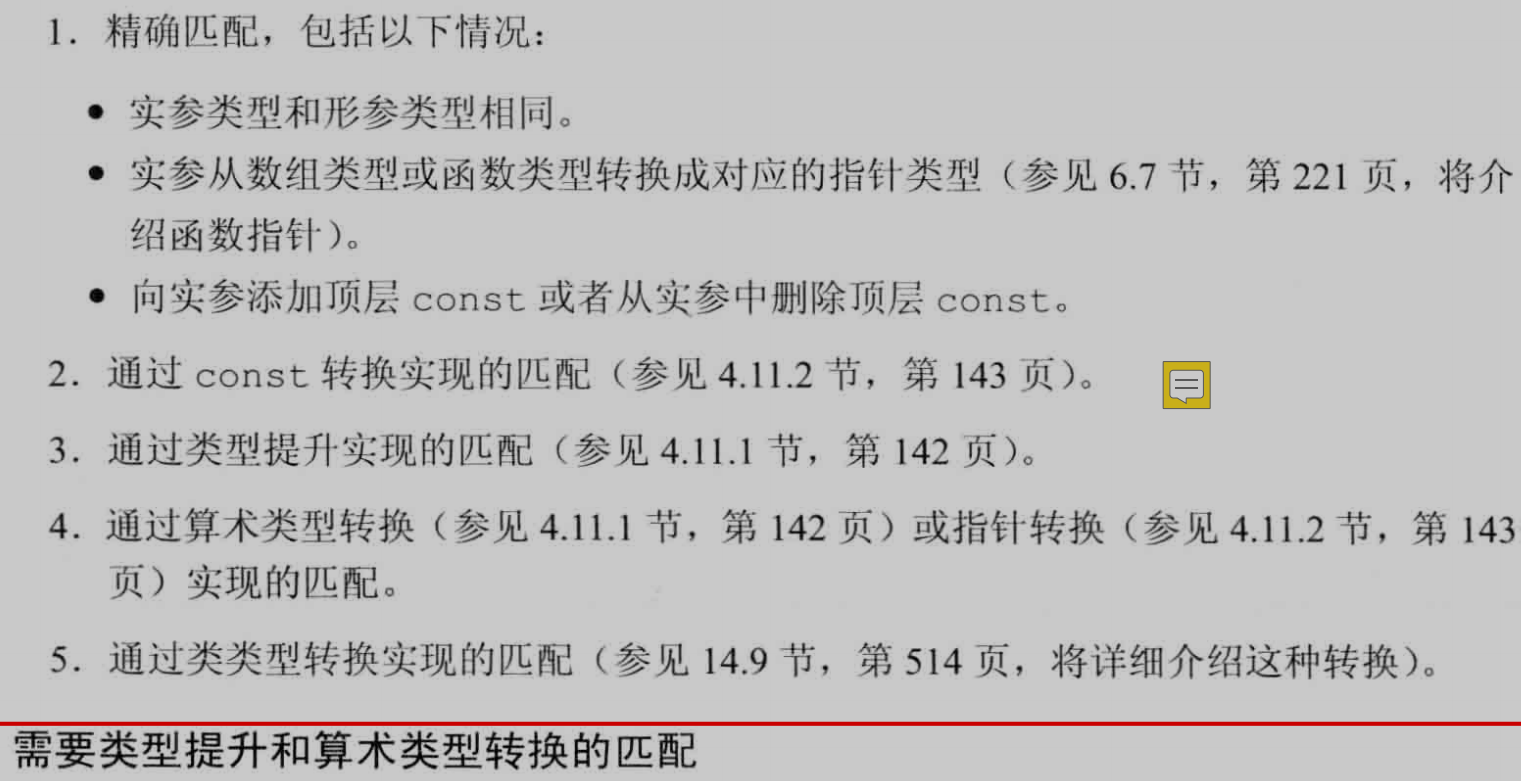 1. 精确匹配，包括以下情况：
• 实参类型和形参类型相同。
• 实参从数组类型或函数类型转换成对应的指针类型（参见 6.7 节，第 221 页，将介
绍函数指针）。
• 向实参添加顶层 const 或者从实参中删除顶层 const。
2. 通过 const 转换实现的匹配（参见 4.11.2 节，第 143 页）。
3. 通过类型提升实现的匹配（参见 4.11.1 节，第 142 页）。
4. 通过算术类型转换（参见 4.11.1 节，第 142 页）或指针转换（参见 4.11.2 节，第 143
页）实现的匹配。
5. 通过类类型转换实现的匹配（参见 14.9 节，第 514 页，将详细介绍这种转换）。
需要类型提升和算术类型转换的匹配